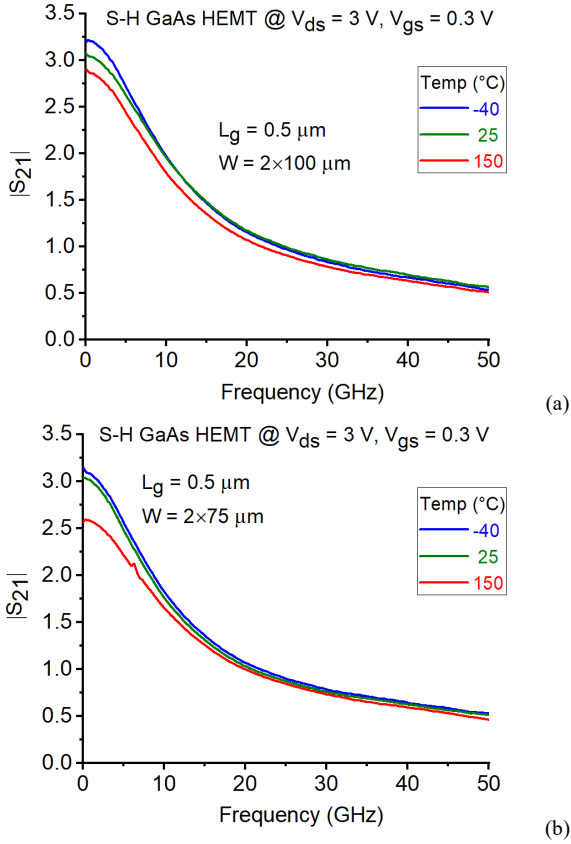 S-H GaAs HEMT @ Vds = 3 V, Vgs = 0.3 V
3.5
3.0
2.5
2.0
1.5
1.0
0.5
0.0
|S21|
Temp (°C)
-40
25
150
Lg = 0.5 μm
W = 2×100 μm
0 10 20 30 40 50
Frequency (GHz)
(a)
S-H GaAs HEMT @ Vds = 3 V, Vgs = 0.3 V
3.5
3.0
2.5
2.0
1.5
1.0
0.5
0.0
|S21|
Lg = 0.5 μm
W = 2×75 μm
Temp (°C)
-40
25
150
0 10 20 30 40 50
Frequency (GHz)
(b)